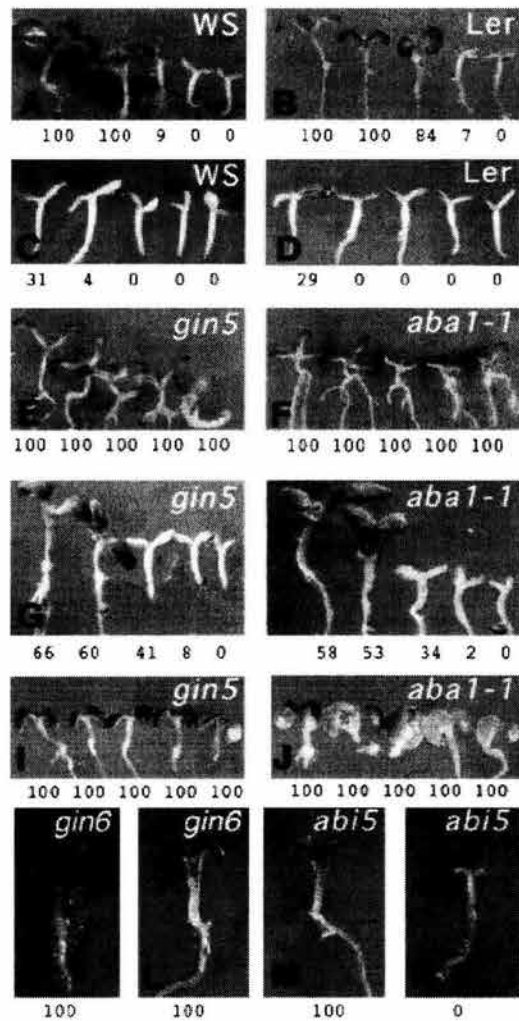 WS
A
100 100 9 0 0
Ler
B
100 100 84 7 0
WS
C
31 4 0 0 0
Ler
D
29 0 0 0 0
gin5
E
100 100 100 100 100
aba1-1
F
100 100 100 100 100
gin5
G
66 60 41 8 0
aba1-1
58 53 34 2 0
gin5
I
100 100 100 100 100
aba1-1
J
100 100 100 100 100
gin6
100
gin6
100
abi5
100
abi5
0